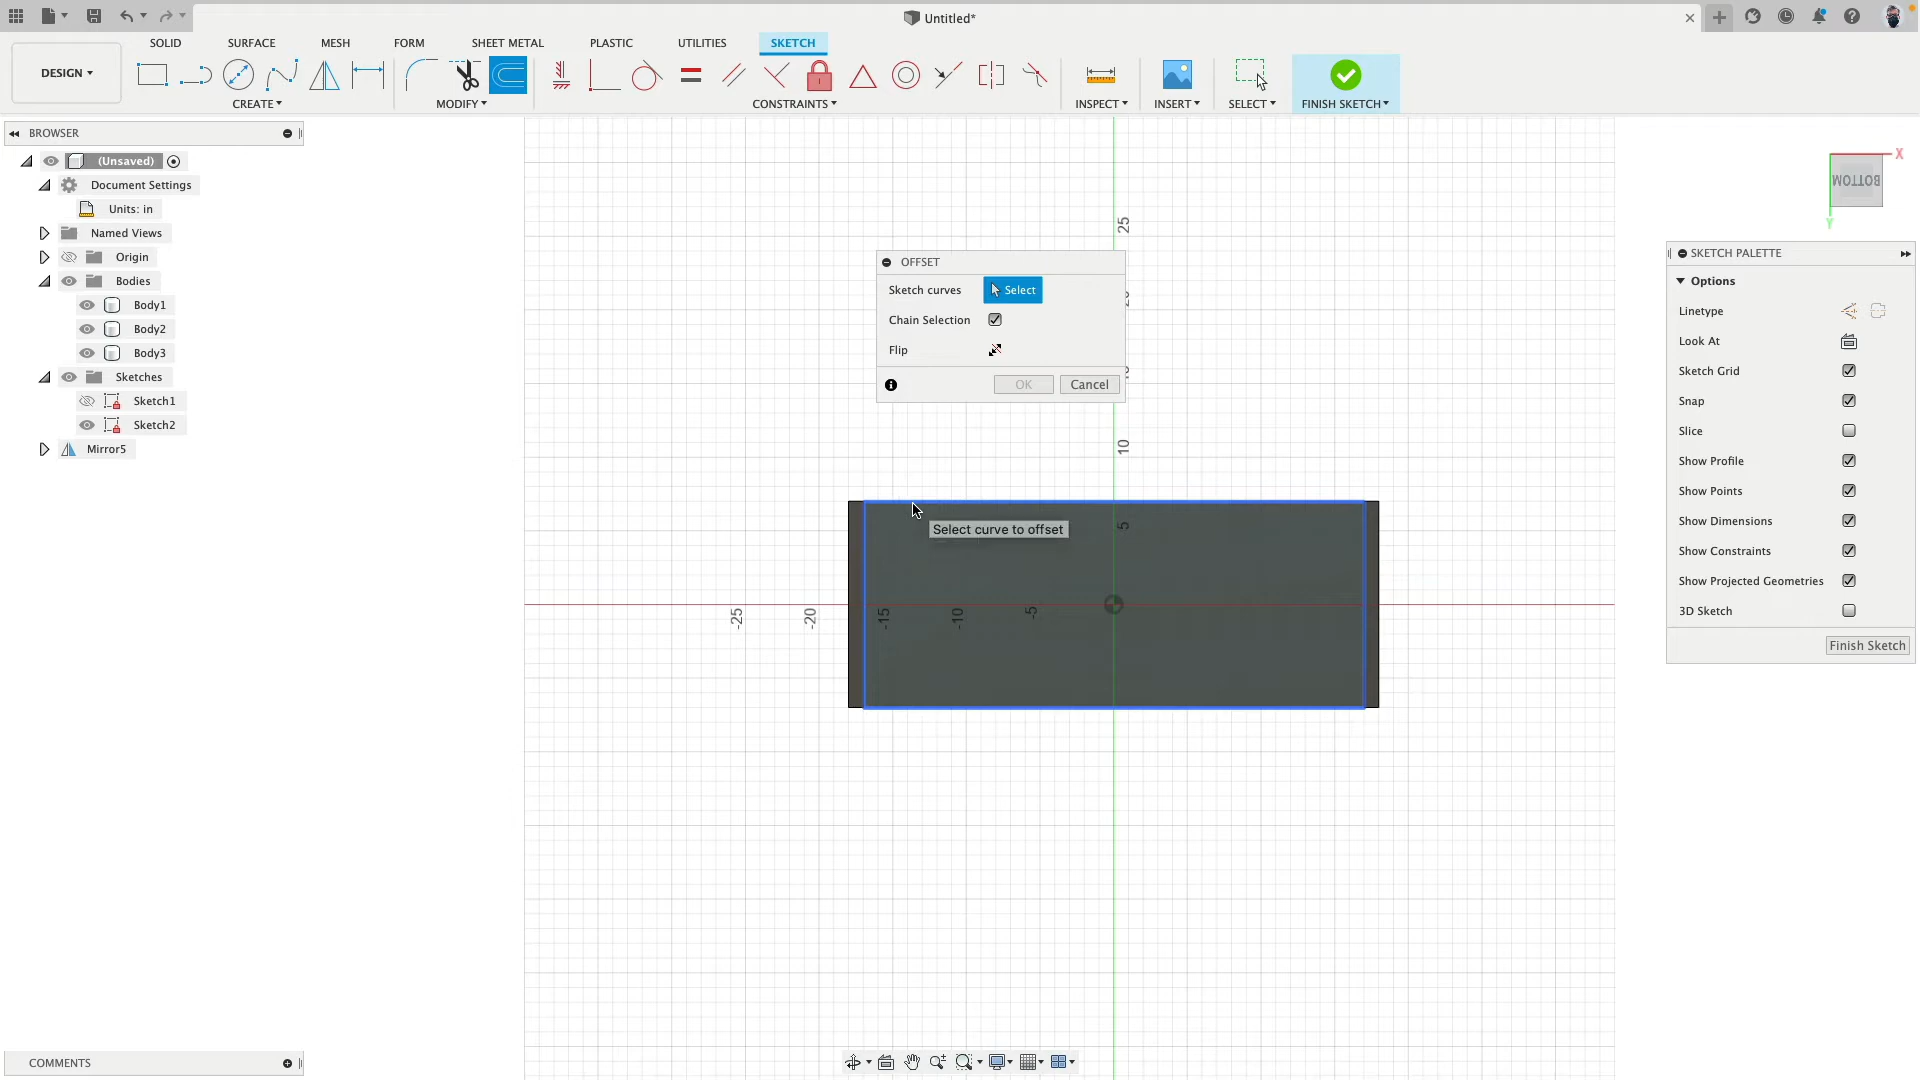 Untitled*
SOLID SURFACE MESH FORM SHEET METAL PLASTIC UTILITIES SKETCH
DESIGN
CREATE MODIFY CONSTRAINTS INSPECT INSERT SELECT FINISH SKETCH
BROWSER
(Unsaved)
Document Settings
Units: in
Named Views
Origin
Bodies
Body1
Body2
Body3
Sketches
Sketch1
Sketch2
Mirror5
OFFSET
Sketch curves Select
Chain Selection
Flip
OK Cancel
25
10
5
Select curve to offset
-25
-20
-15
-10
-5
X
BOTTOM
Y
SKETCH PALETTE
Options
Linetype
Look At
Sketch Grid
Snap
Slice
Show Profile
Show Points
Show Dimensions
Show Constraints
Show Projected Geometries
3D Sketch
Finish Sketch
COMMENTS